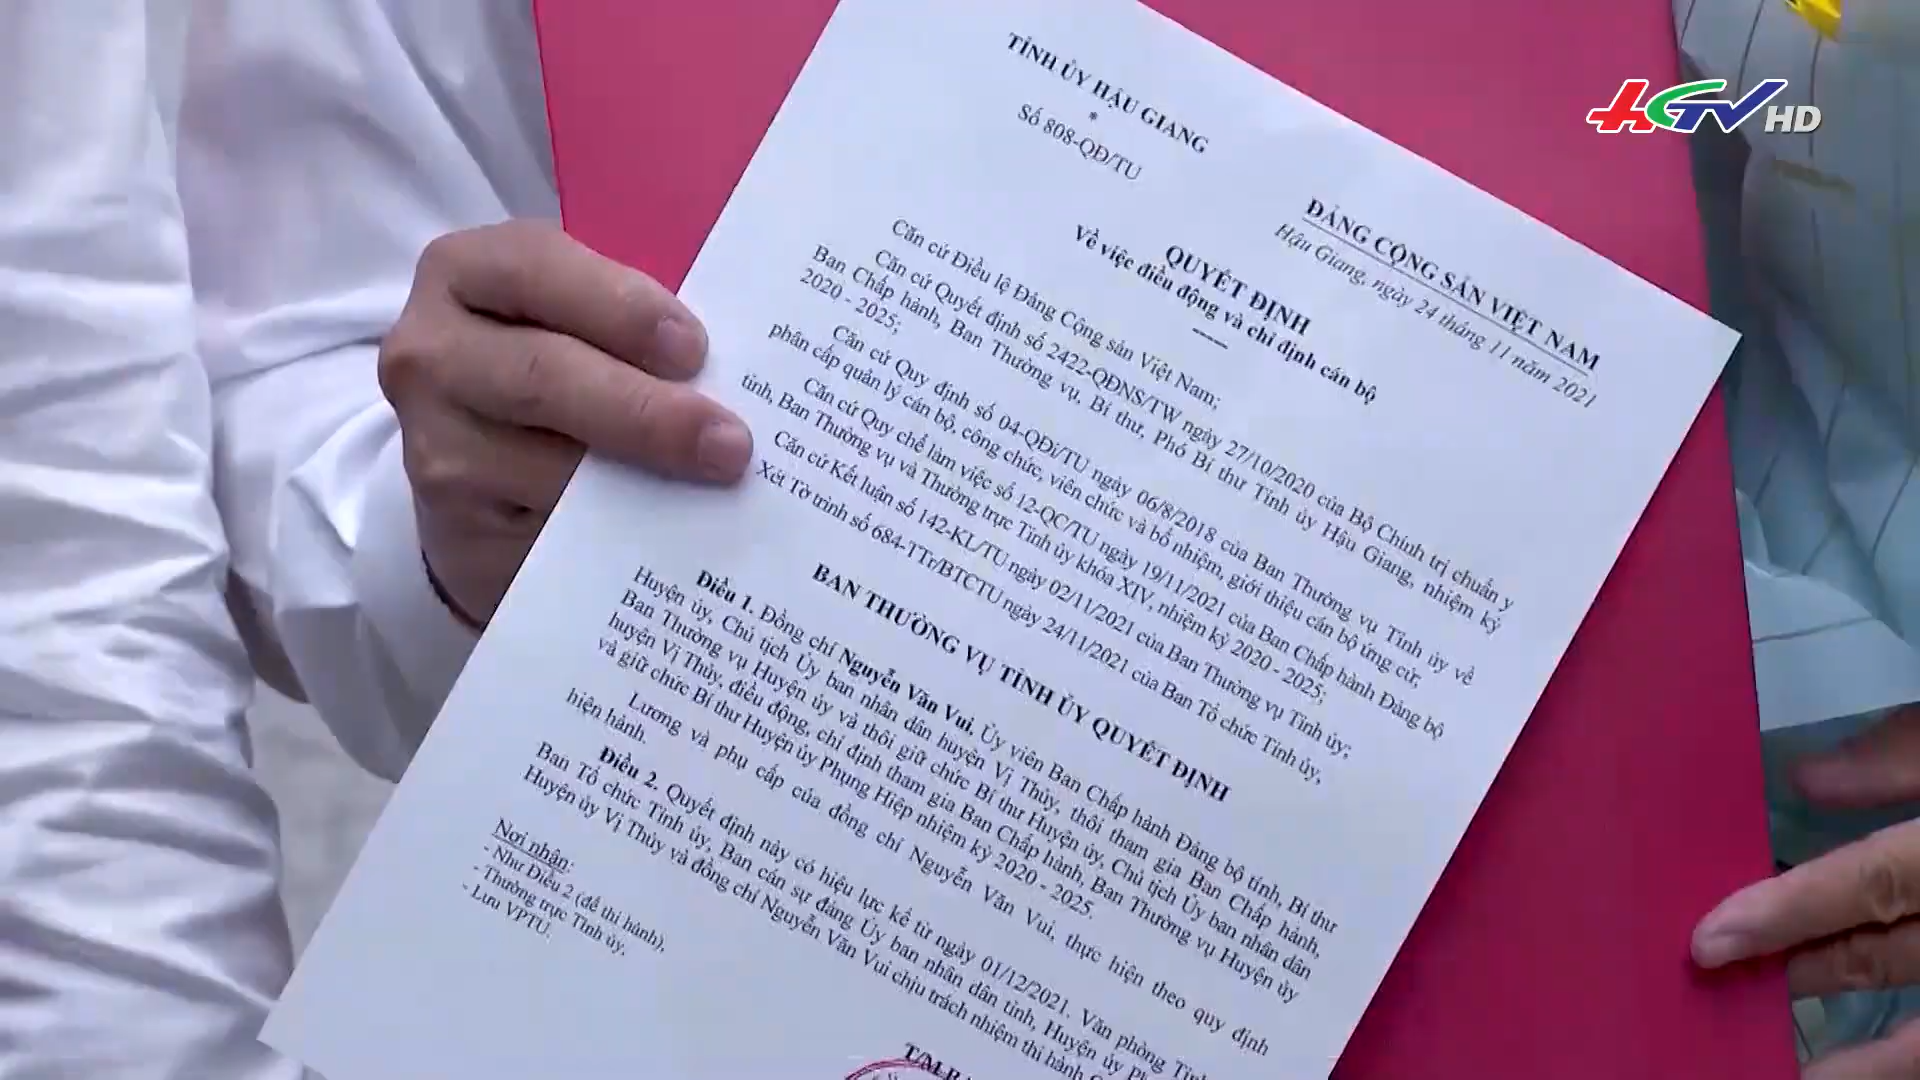 TỈNH ỦY HẬU GIANG
*
Số 808-QĐ/TU
ĐẢNG CỘNG SẢN VIỆT NAM
Hậu Giang, ngày 24 tháng 11 năm 2021
QUYẾT ĐỊNH
Về việc điều động và chỉ định cán bộ
Căn cứ Điều lệ Đảng Cộng sản Việt Nam;
Căn cứ Quyết định số 2422-QĐNS/TW ngày 27/10/2020 của Bộ Chính trị chuẩn y
Ban Chấp hành, Ban Thường vụ, Bí thư, Phó Bí thư Tỉnh ủy Hậu Giang, nhiệm kỳ
2020 - 2025;
Căn cứ Quy định số 04-QĐi/TU ngày 06/8/2018 của Ban Thường vụ Tỉnh ủy về
phân cấp quản lý cán bộ, công chức, viên chức và bổ nhiệm, giới thiệu cán bộ ứng cử;
Căn cứ Quy chế làm việc số 12-QC/TU ngày 19/11/2021 của Ban Chấp hành Đảng bộ
tỉnh, Ban Thường vụ và Thường trực Tỉnh ủy khóa XIV, nhiệm kỳ 2020 - 2025;
Căn cứ Kết luận số 142-KL/TU ngày 02/11/2021 của Ban Thường vụ Tỉnh ủy;
Xét Tờ trình số 684-TTr/BTCTU ngày 24/11/2021 của Ban Tổ chức Tỉnh ủy,
BAN THƯỜNG VỤ TỈNH ỦY QUYẾT ĐỊNH
Điều 1. Đồng chí Nguyễn Văn Vui, Ủy viên Ban Chấp hành Đảng bộ tỉnh, Bí thư
Huyện ủy, Chủ tịch Ủy ban nhân dân huyện Vị Thủy, thôi tham gia Ban Chấp hành,
Ban Thường vụ Huyện ủy và thôi giữ chức Bí thư Huyện ủy, Chủ tịch Ủy ban nhân dân
huyện Vị Thủy, điều động, chỉ định tham gia Ban Chấp hành, Ban Thường vụ Huyện ủy
và giữ chức Bí thư Huyện ủy Phụng Hiệp nhiệm kỳ 2020 - 2025.
Lương và phụ cấp của đồng chí Nguyễn Văn Vui, thực hiện theo quy định
hiện hành.
Điều 2. Quyết định này có hiệu lực kể từ ngày 01/12/2021. Văn phòng
Ban Tổ chức Tỉnh ủy, Ban cán sự đảng Ủy ban nhân dân tỉnh, Huyện ủy
Huyện ủy Vị Thủy và đồng chí Nguyễn Văn Vui chịu trách nhiệm thi hành
Nơi nhận:
- Như Điều 2 (để thi hành),
- Thường trực Tỉnh ủy,
- Lưu VPTU.
T/M
HGTV HD